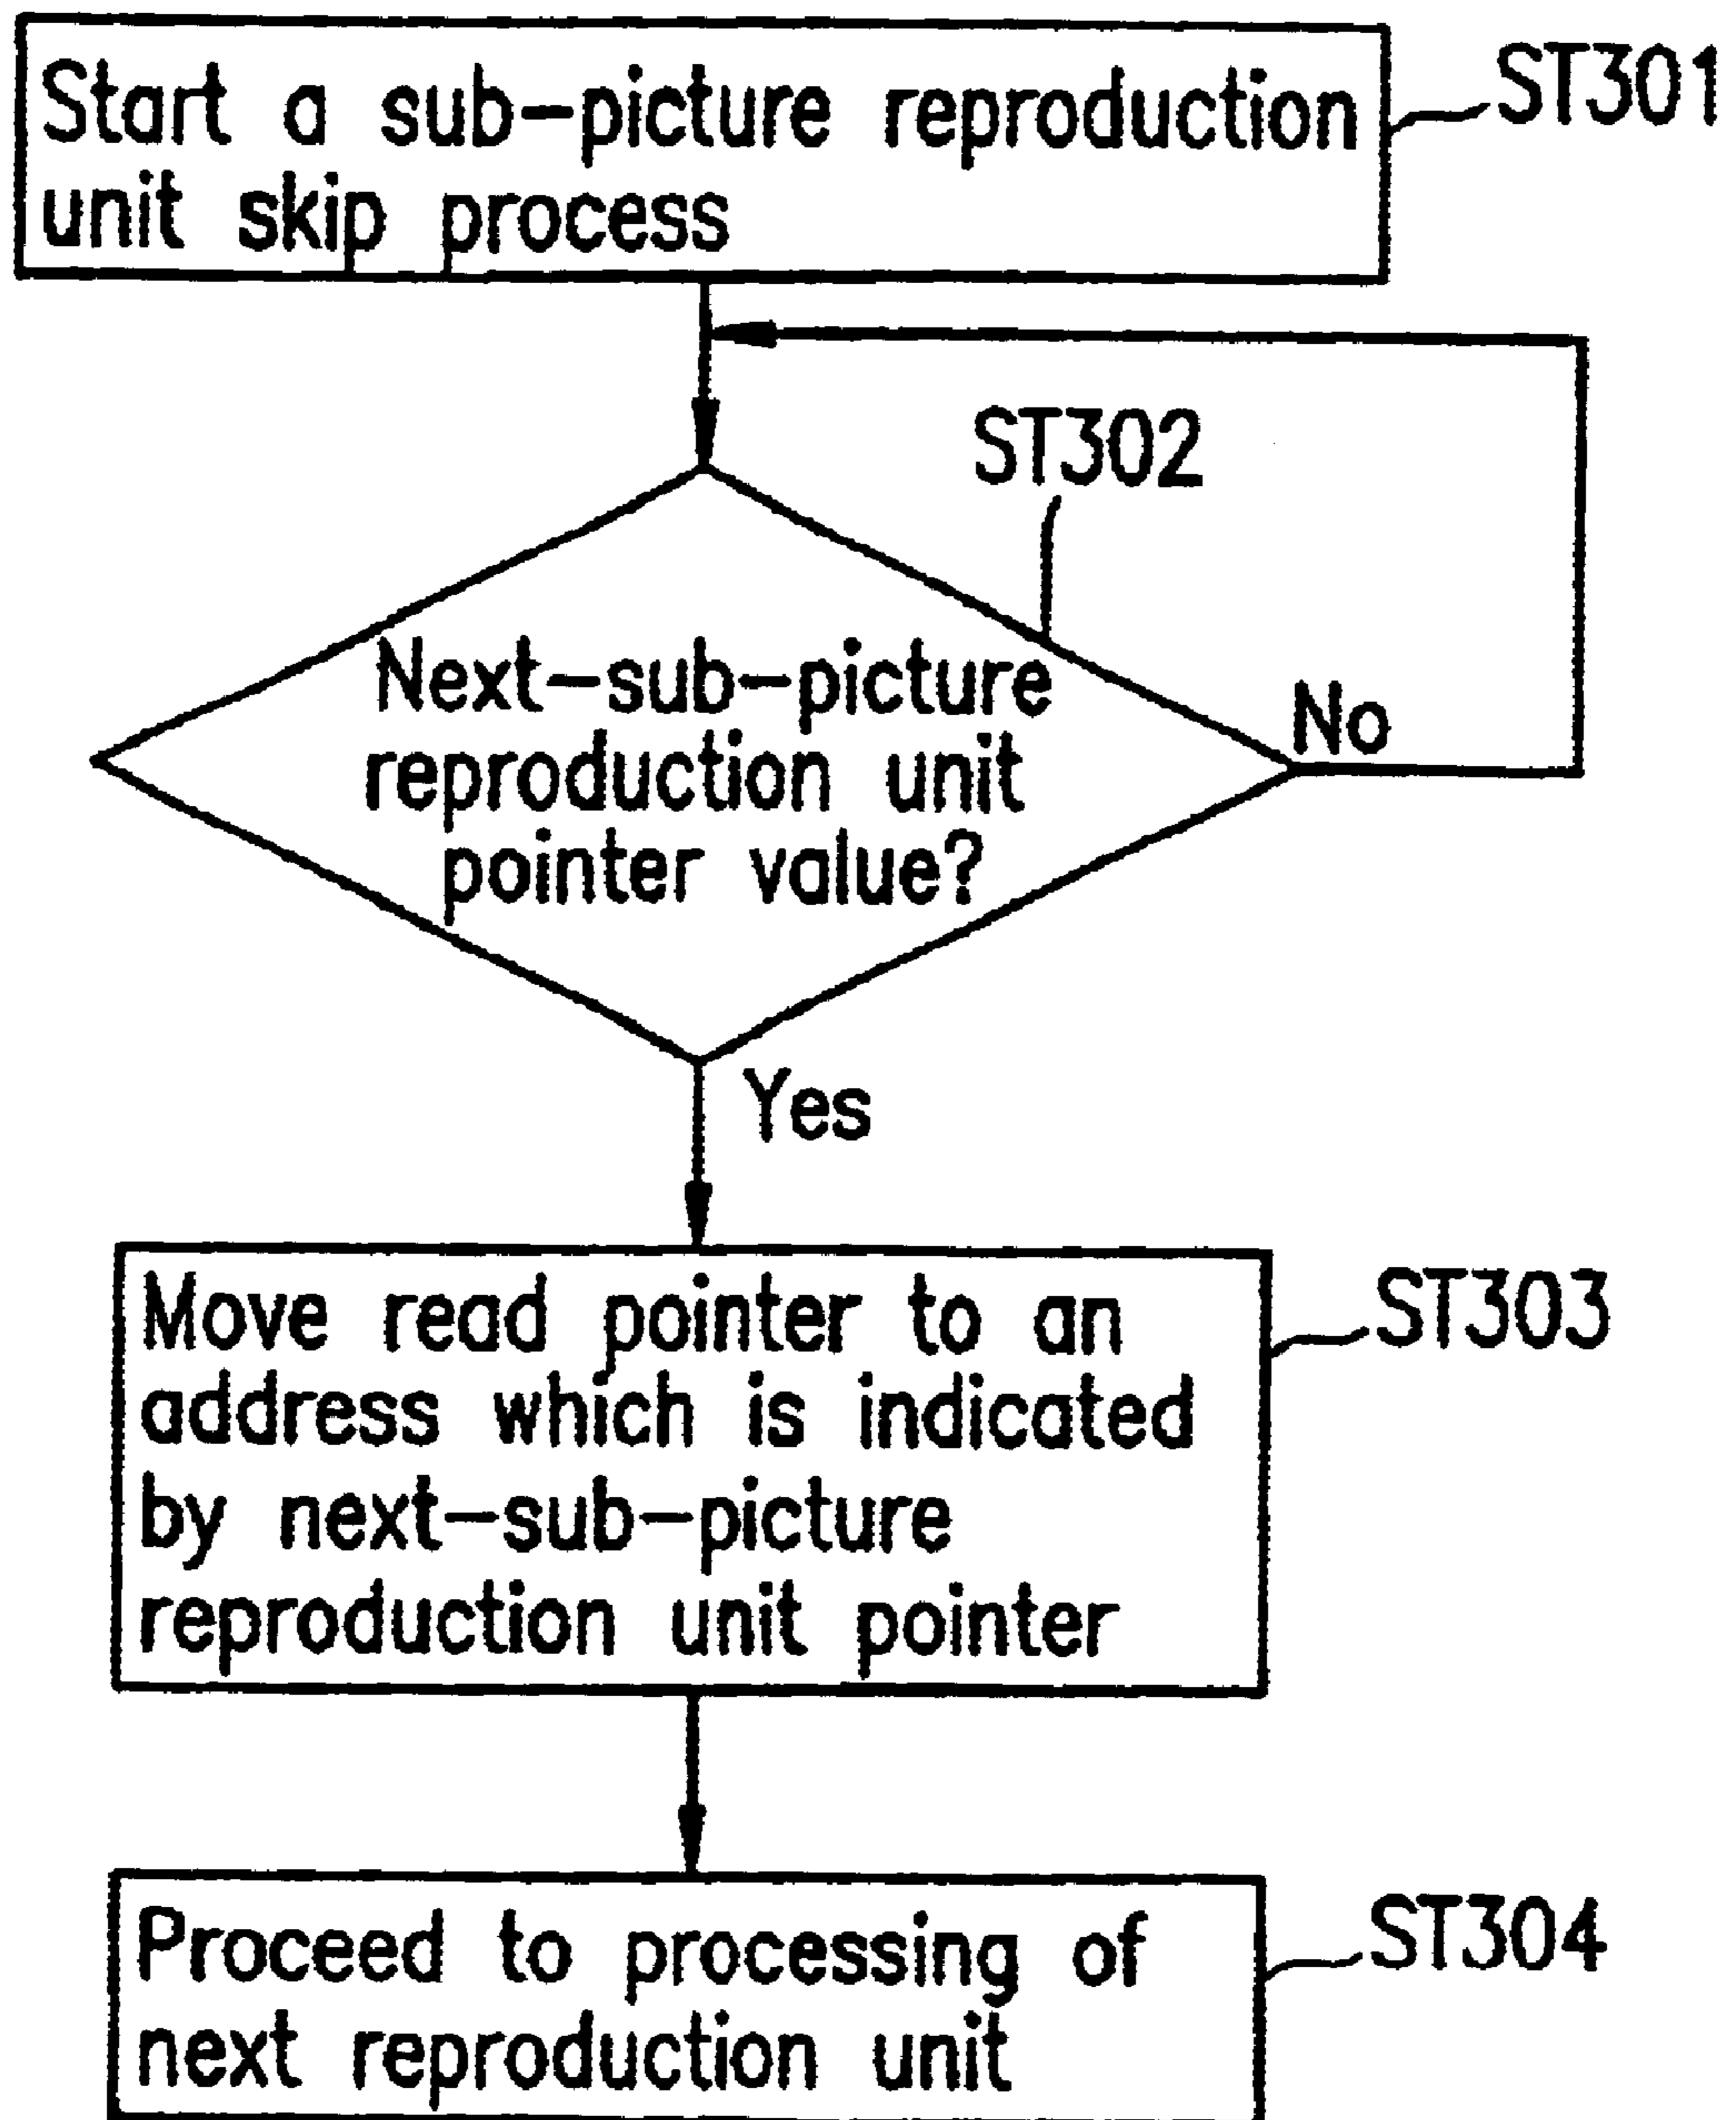 Start a sub-picture reproduction
unit skip process
ST301
ST302
Next-sub-picture
reproduction unit
pointer value?
No
Yes
Move read pointer to an
address which is indicated
by next-sub-picture
reproduction unit pointer
ST303
Proceed to processing of
next reproduction unit
ST304